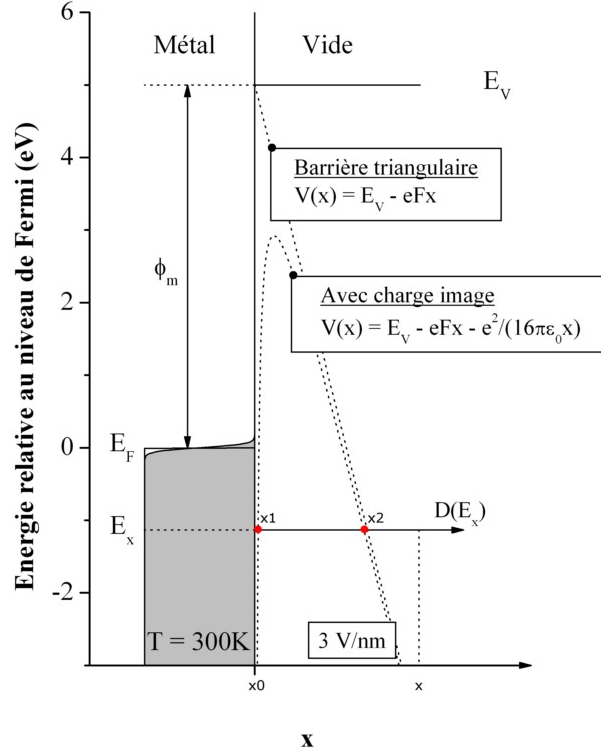 Métal
Vide
E_V
Barrière triangulaire
V(x) = E_V - eFx
Avec charge image
V(x) = E_V - eFx - e²/(16πε₀x)
ϕ_m
E_F
E_x
x1
x2
D(E_x)
T = 300K
3 V/nm
6
4
2
0
-2
Energie relative au niveau de Fermi (eV)
x0
x
x